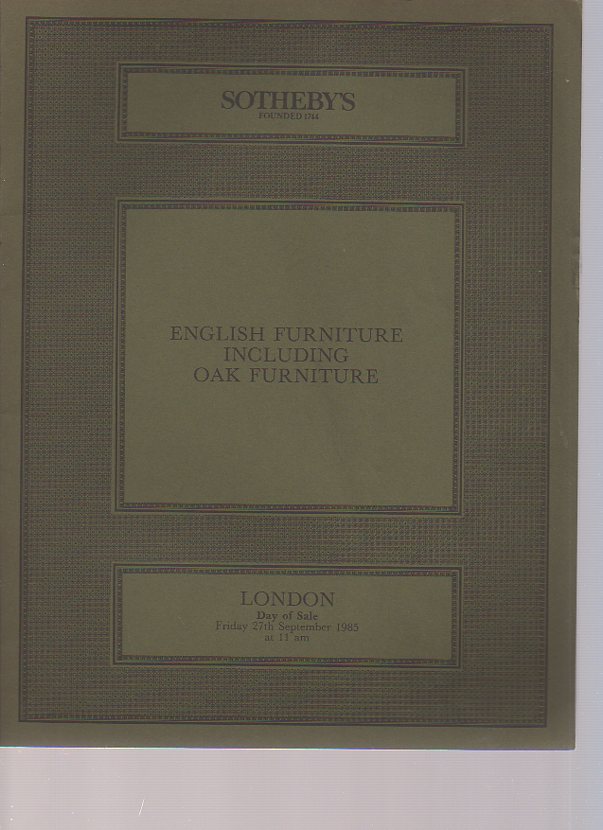 SOTHEBY'S
FOUNDED 1744
ENGLISH FURNITURE
INCLUDING
OAK FURNITURE
LONDON
Day of Sale
Friday 27th September 1985
at 11 am